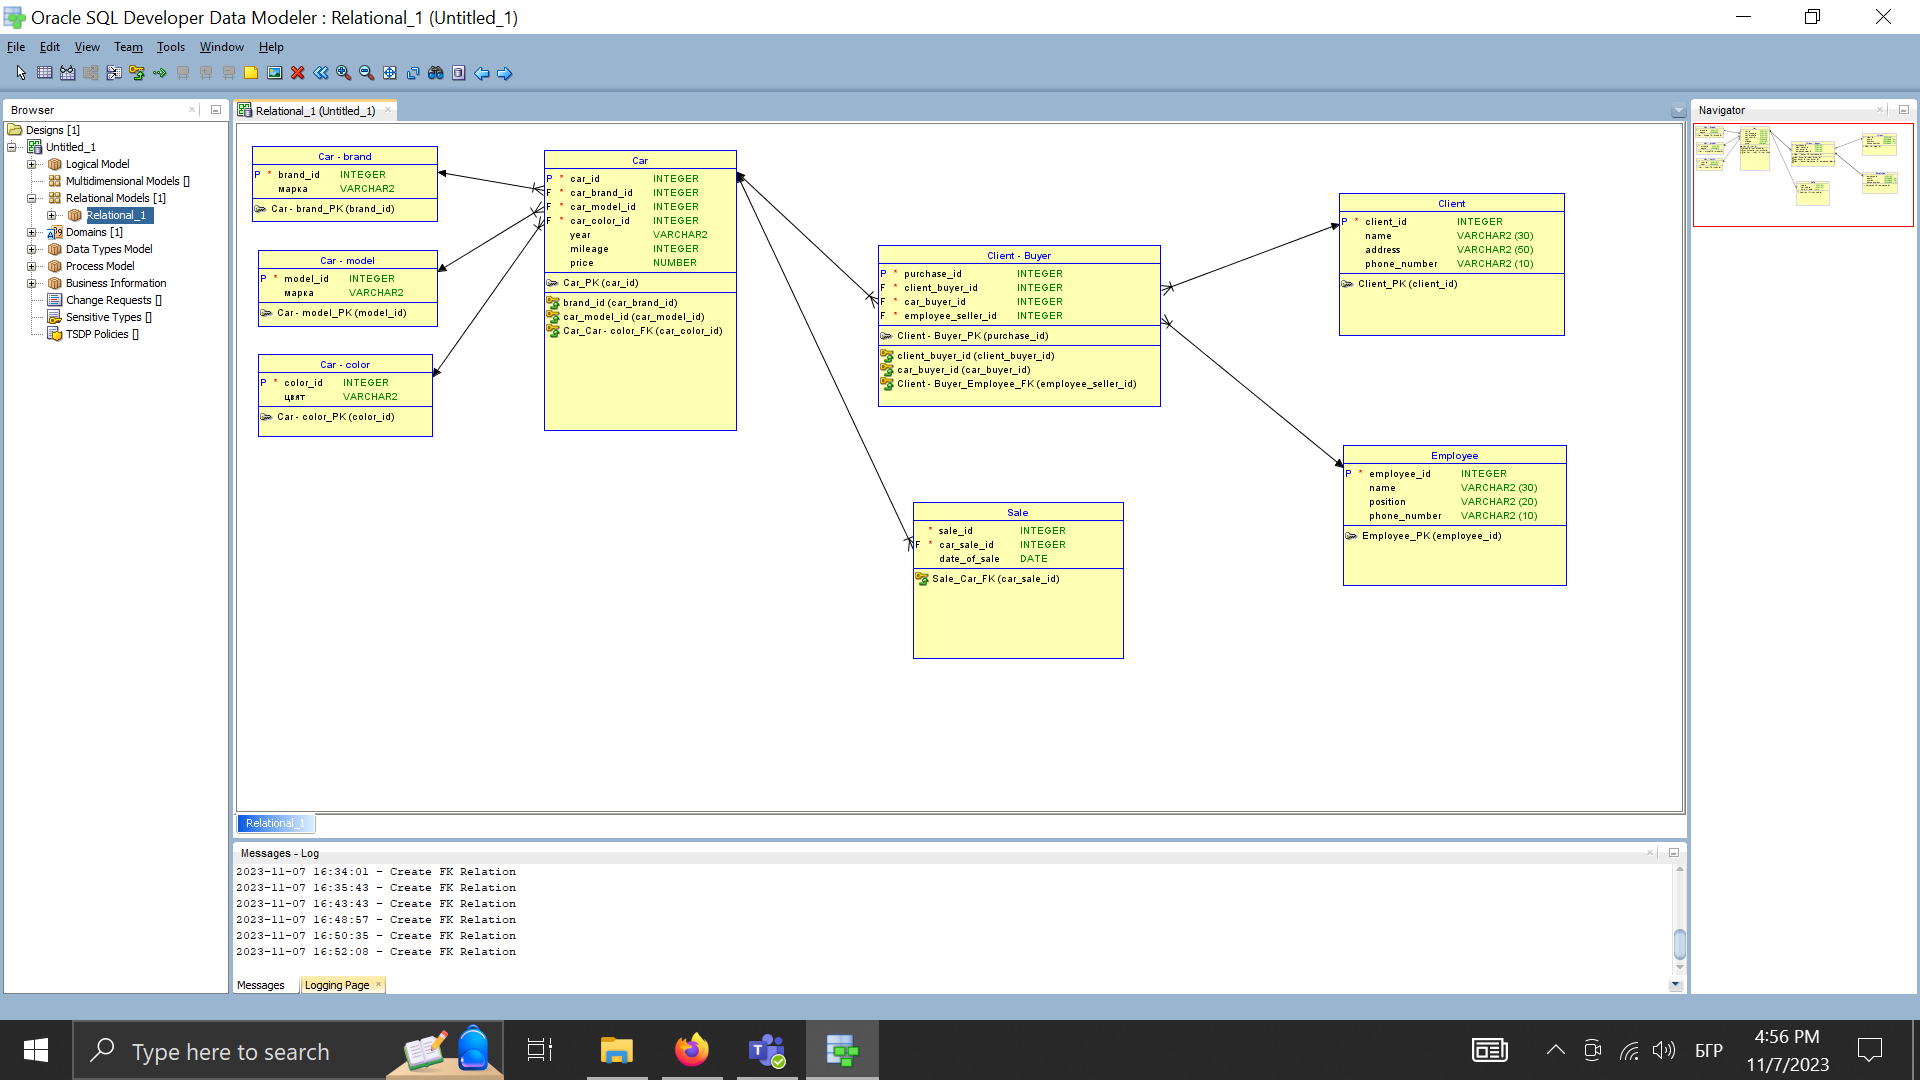 Oracle SQL Developer Data Modeler : Relational_1 (Untitled_1)
File Edit View Team Tools Window Help
Browser
Designs [1]
Untitled_1
Logical Model
Multidimensional Models []
Relational Models [1]
Relational_1
Domains [1]
Data Types Model
Process Model
Business Information
Change Requests []
Sensitive Types []
TSDP Policies []
Relational_1 (Untitled_1)
Car - brand
P * brand_id INTEGER
марка VARCHAR2
Car - brand_PK (brand_id)
Car - model
P * model_id INTEGER
марка VARCHAR2
Car - model_PK (model_id)
Car - color
P * color_id INTEGER
цвят VARCHAR2
Car - color_PK (color_id)
Car
P * car_id INTEGER
F * car_brand_id INTEGER
F * car_model_id INTEGER
F * car_color_id INTEGER
year VARCHAR2
mileage INTEGER
price NUMBER
Car_PK (car_id)
brand_id (car_brand_id)
car_model_id (car_model_id)
Car_Car - color_FK (car_color_id)
Client - Buyer
P * purchase_id INTEGER
F * client_buyer_id INTEGER
F * car_buyer_id INTEGER
F * employee_seller_id INTEGER
Client - Buyer_PK (purchase_id)
client_buyer_id (client_buyer_id)
car_buyer_id (car_buyer_id)
Client - Buyer_Employee_FK (employee_seller_id)
Sale
* sale_id INTEGER
F * car_sale_id INTEGER
date_of_sale DATE
Sale_Car_FK (car_sale_id)
Client
P * client_id INTEGER
name VARCHAR2 (30)
address VARCHAR2 (50)
phone_number VARCHAR2 (10)
Client_PK (client_id)
Employee
P * employee_id INTEGER
name VARCHAR2 (30)
position VARCHAR2 (20)
phone_number VARCHAR2 (10)
Employee_PK (employee_id)
Relational_1
Navigator
Messages - Log
2023-11-07 16:34:01 - Create FK Relation
2023-11-07 16:35:43 - Create FK Relation
2023-11-07 16:43:43 - Create FK Relation
2023-11-07 16:48:57 - Create FK Relation
2023-11-07 16:50:35 - Create FK Relation
2023-11-07 16:52:08 - Create FK Relation
Messages Logging Page
Type here to search
БГР
4:56 PM
11/7/2023